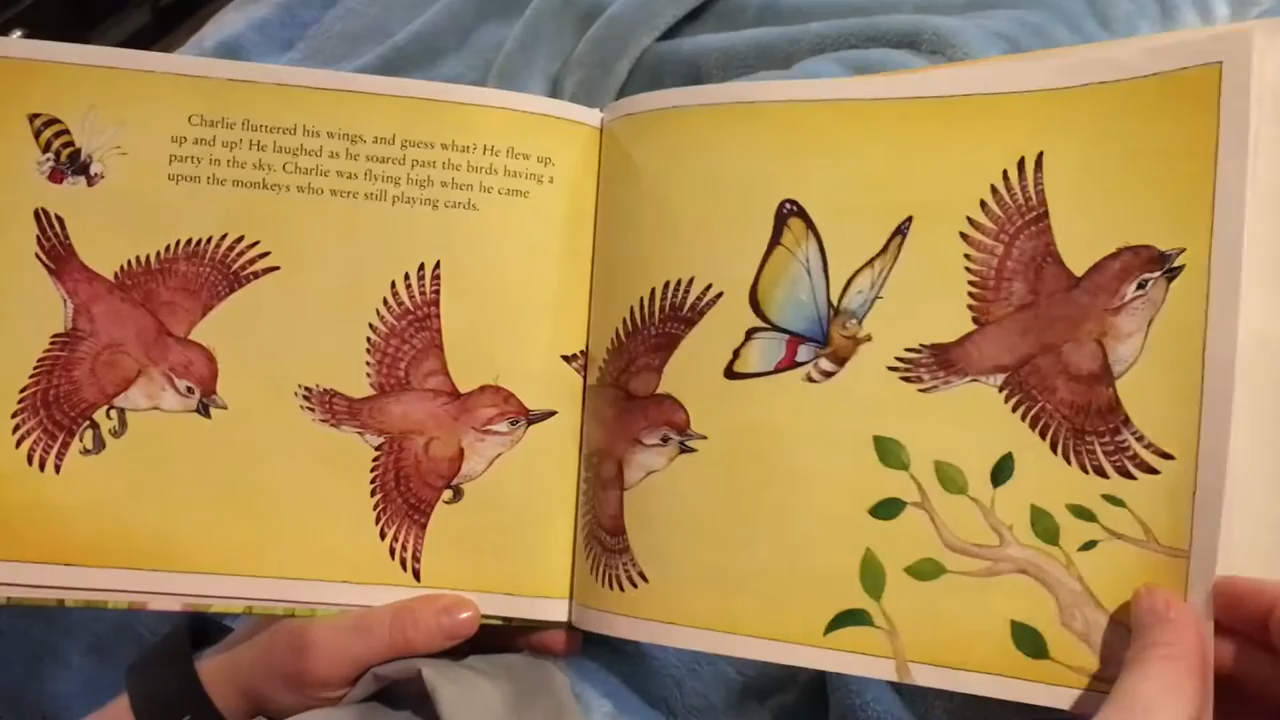 Charlie fluttered his wings, and guess what? He flew up,
up and up! He laughed as he soared past the birds having a
party in the sky. Charlie was flying high when he came
upon the monkeys who were still playing cards.